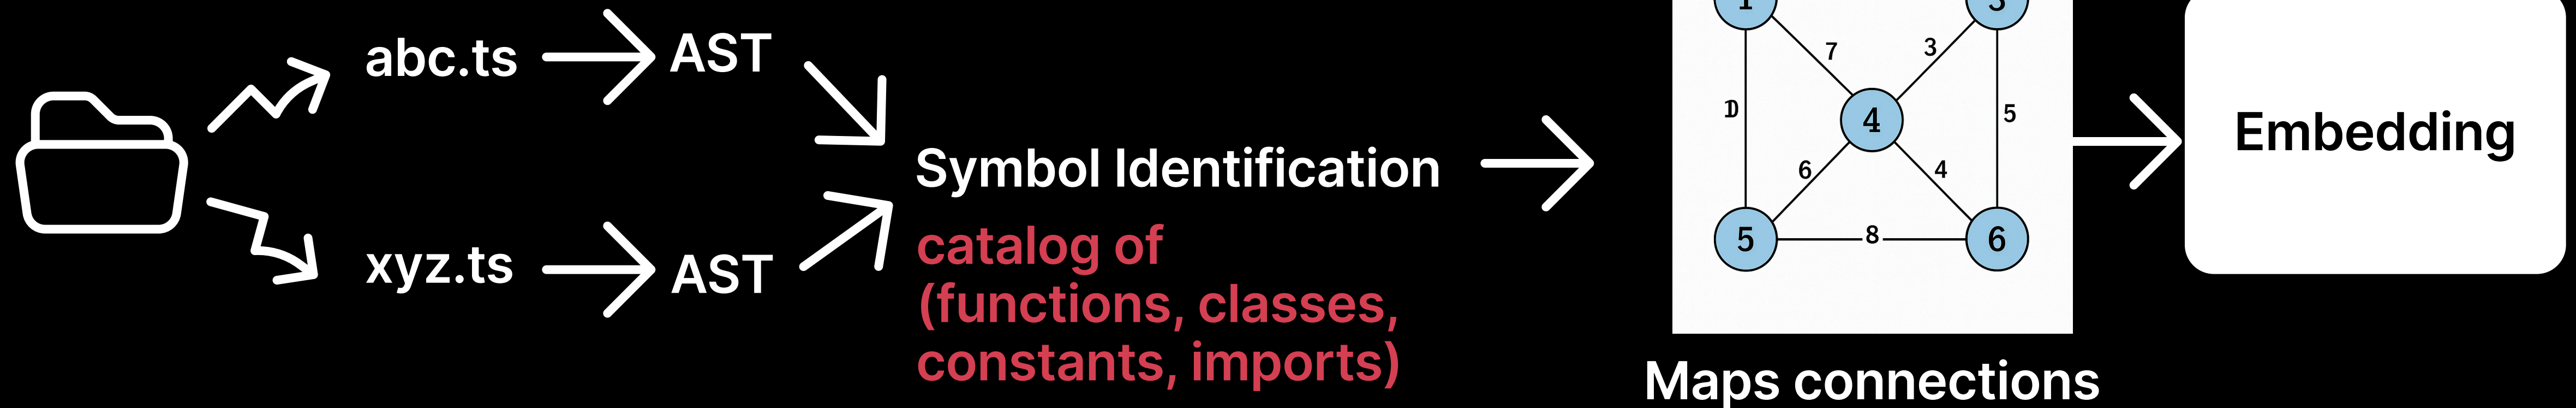 abc.ts
AST
xyz.ts
AST
Symbol Identification
catalog of
(functions, classes,
constants, imports)
1
3
7
3
10
4
5
6
4
5
8
6
Maps connections
Embedding